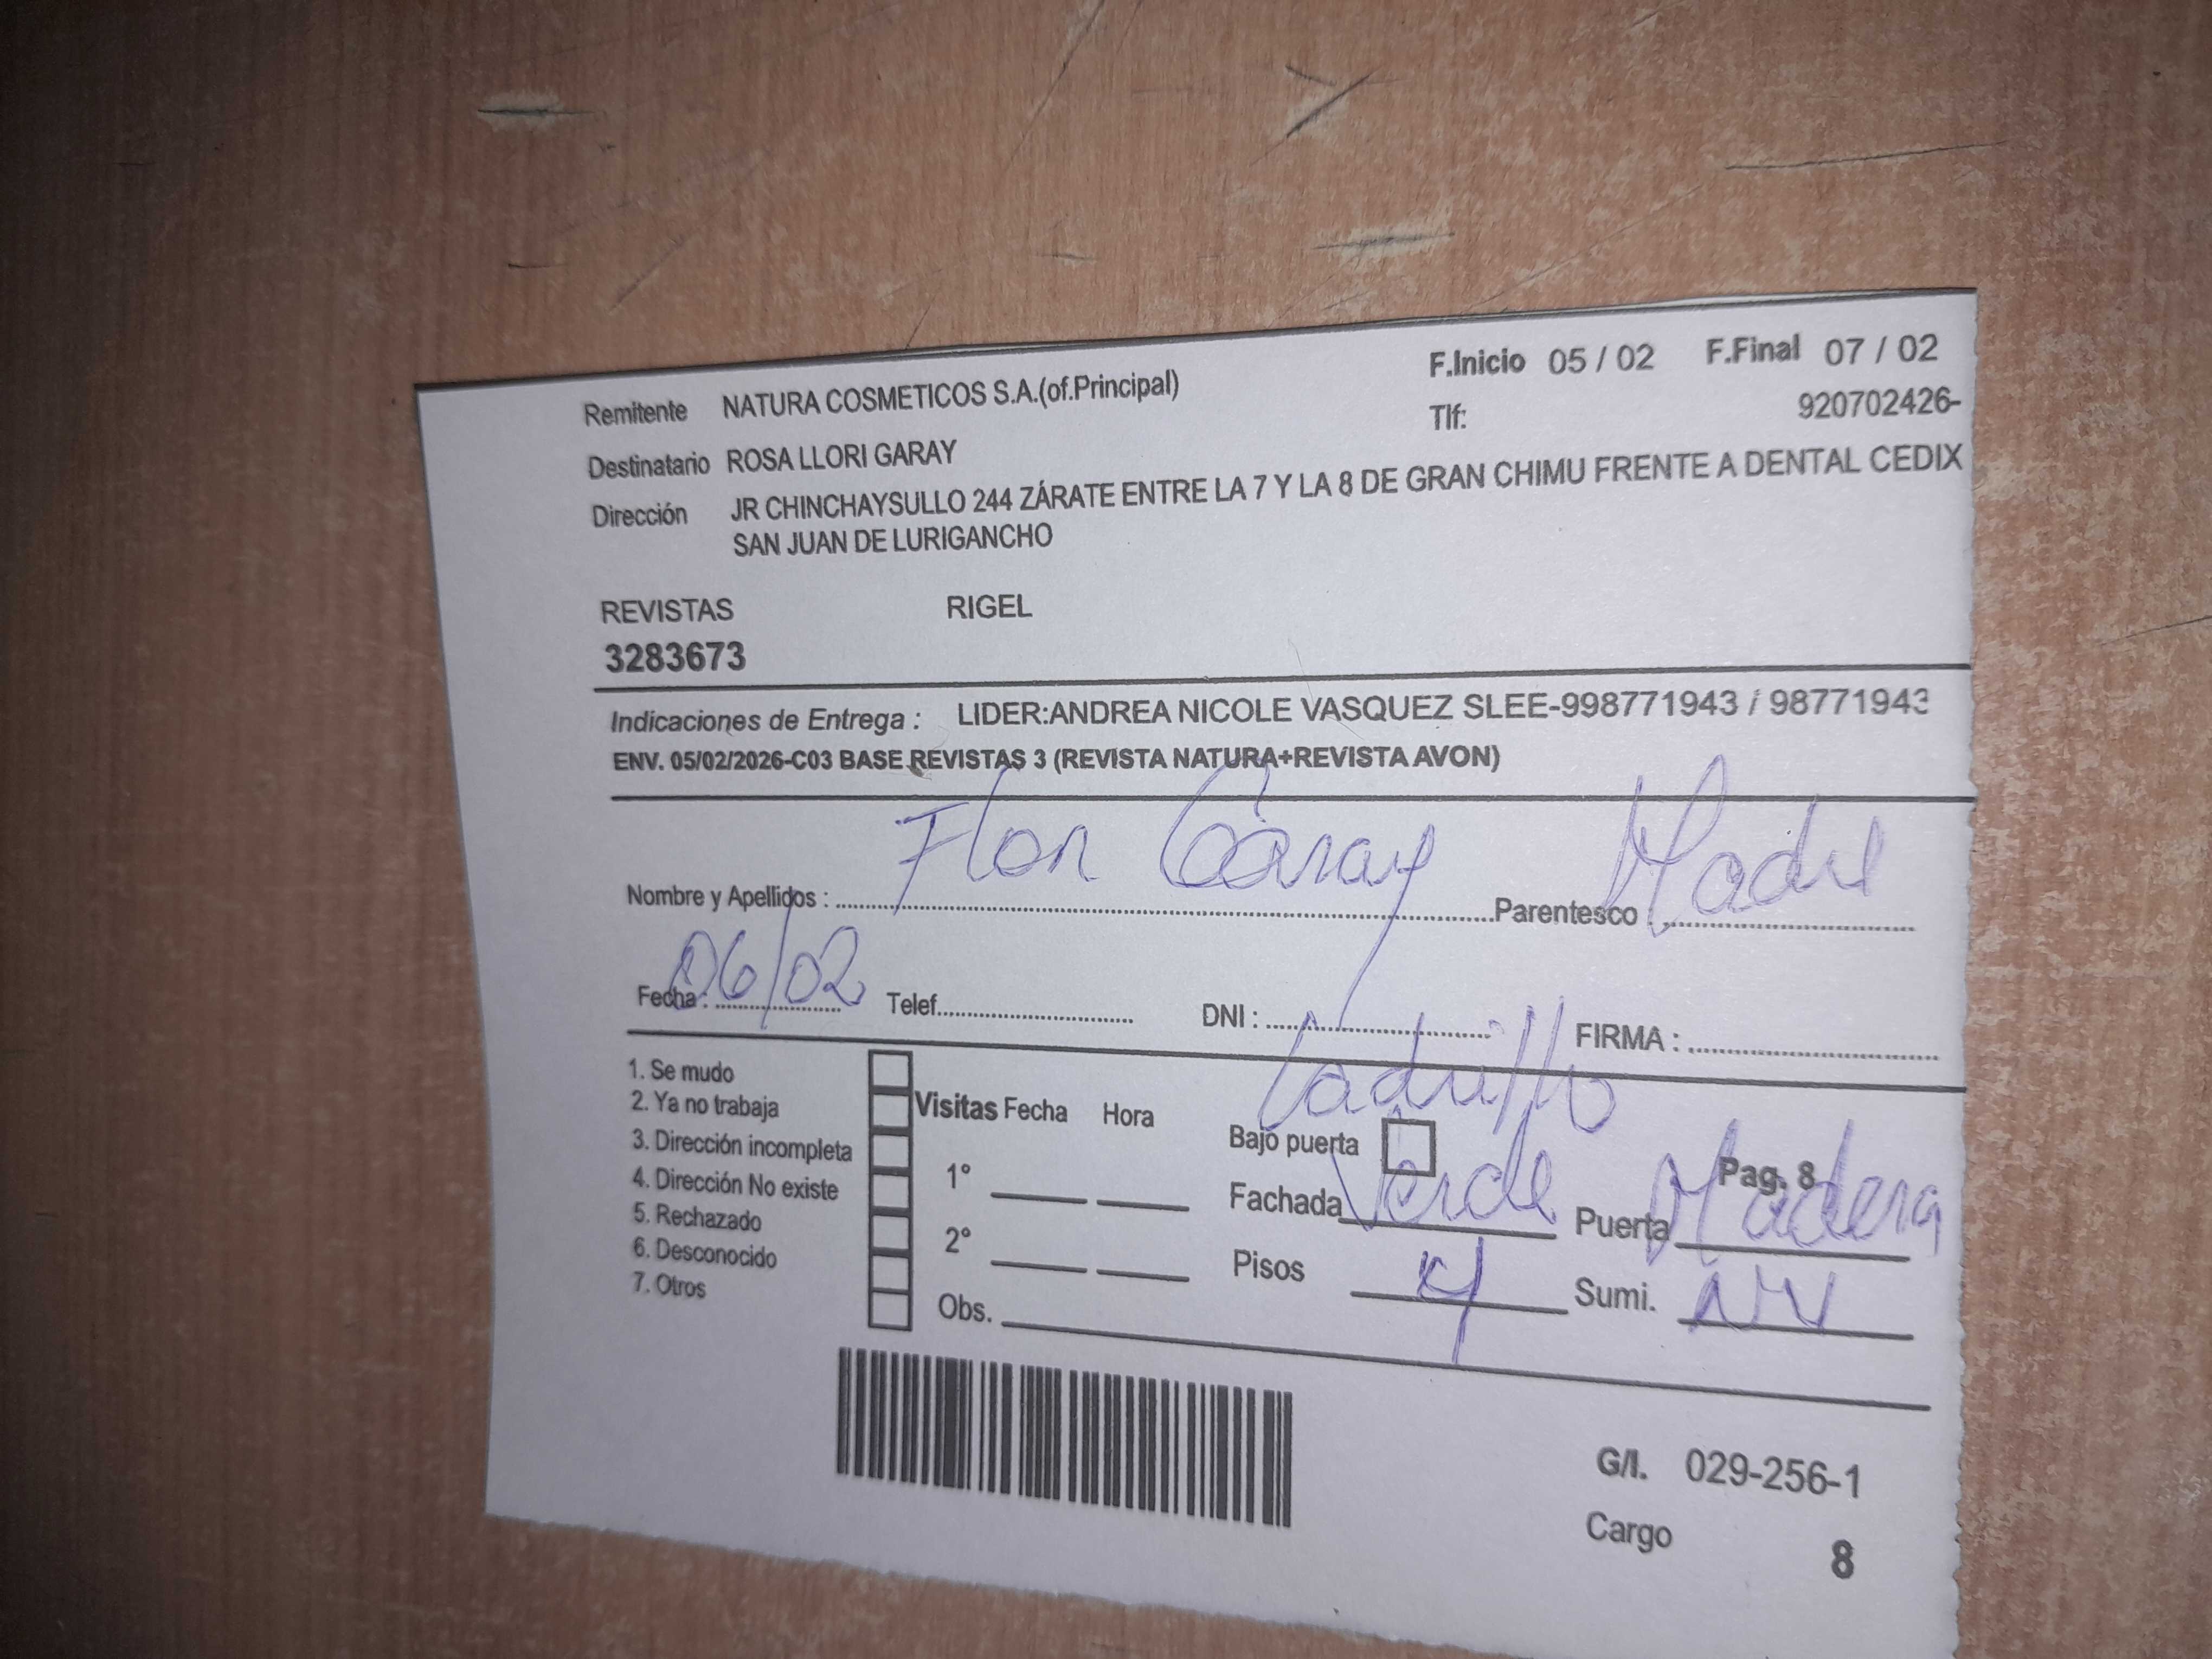 F.Inicio 05 / 02 F.Final 07 / 02
Remitente NATURA COSMETICOS S.A.(of.Principal)
Tlf: 920702426-
Destinatario ROSA LLORI GARAY
Dirección JR CHINCHAYSULLO 244 ZÁRATE ENTRE LA 7 Y LA 8 DE GRAN CHIMU FRENTE A DENTAL CEDIX
SAN JUAN DE LURIGANCHO
REVISTAS RIGEL
3283673
Indicaciones de Entrega : LIDER:ANDREA NICOLE VASQUEZ SLEE-998771943 / 98771943
ENV. 05/02/2026-C03 BASE REVISTAS 3 (REVISTA NATURA+REVISTA AVON)
Nombre y Apellidos : Flor Garay Parentesco : Madre
Fecha : 06/02 Telef. DNI : FIRMA :
1. Se mudo
2. Ya no trabaja
3. Dirección incompleta
4. Dirección No existe
5. Rechazado
6. Desconocido
7. Otros
Visitas Fecha Hora
1°
2°
Obs.
Ladrillo
Bajo puerta
Pag. 8
Fachada Verde Puerta Madera
Pisos 4 Sumi.
G/I. 029-256-1
Cargo 8